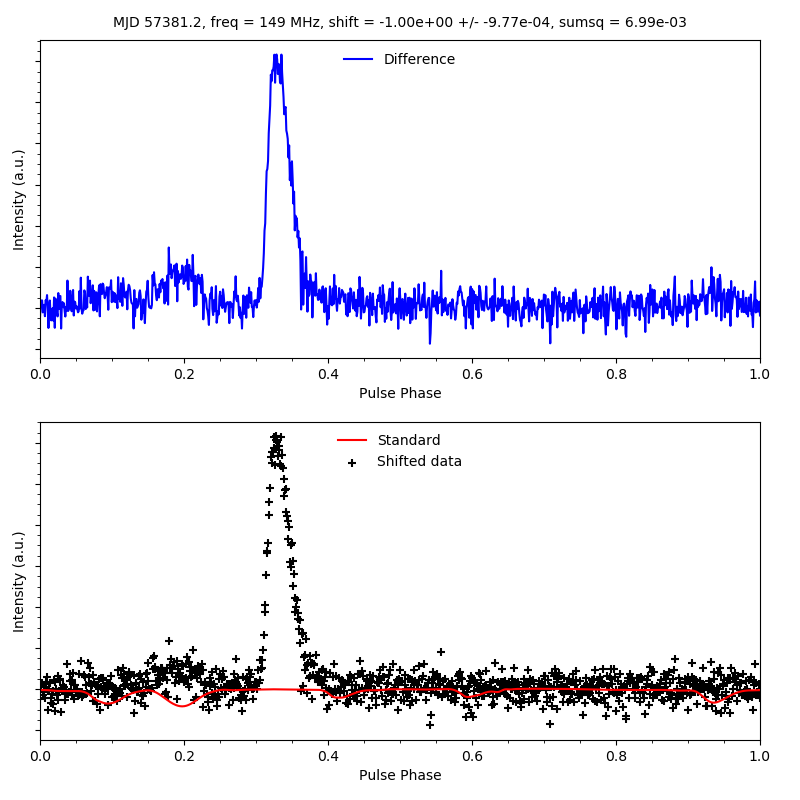 MJD 57381.2, freq = 149 MHz, shift = -1.00e+00 +/- -9.77e-04, sumsq = 6.99e-03
Difference
Intensity (a.u.)
0.0 0.2 0.4 0.6 0.8 1.0
Pulse Phase
Standard
Shifted data
Intensity (a.u.)
0.0 0.2 0.4 0.6 0.8 1.0
Pulse Phase